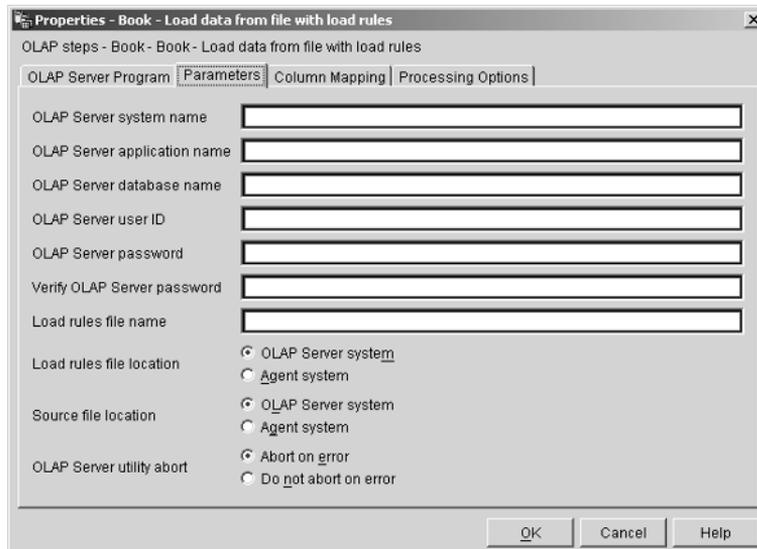 Properties - Book - Load data from file with load rules
OLAP steps - Book - Book - Load data from file with load rules
OLAP Server Program Parameters Column Mapping Processing Options
OLAP Server system name
OLAP Server application name
OLAP Server database name
OLAP Server user ID
OLAP Server password
Verify OLAP Server password
Load rules file name
Load rules file location
OLAP Server system
Agent system
Source file location
OLAP Server system
Agent system
OLAP Server utility abort
Abort on error
Do not abort on error
OK Cancel Help